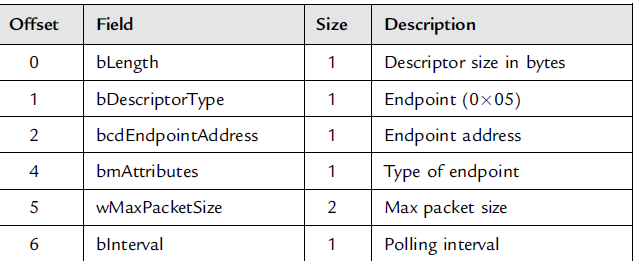 Offset Field Size Description
0 bLength 1 Descriptor size in bytes
1 bDescriptorType 1 Endpoint (0×05)
2 bcdEndpointAddress 1 Endpoint address
4 bmAttributes 1 Type of endpoint
5 wMaxPacketSize 2 Max packet size
6 bInterval 1 Polling interval